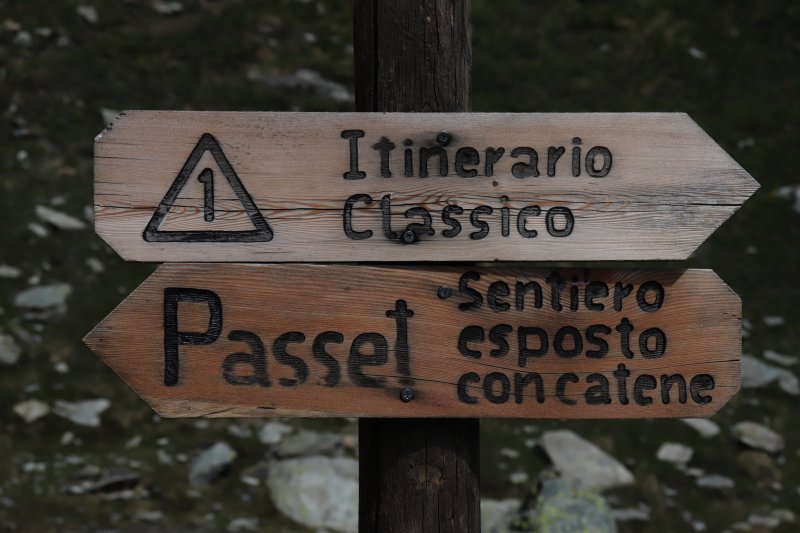 1
Itinerario
Classico
Passet
Sentiero
esposto
con catene